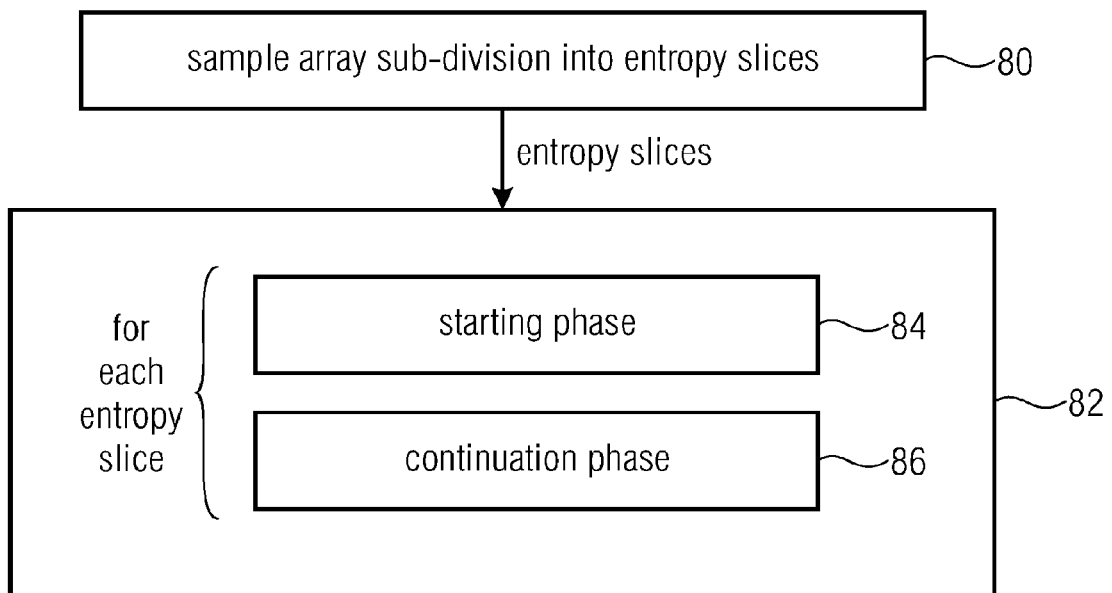 sample array sub-division into entropy slices
80
entropy slices
starting phase
84
for
each
entropy
slice
82
continuation phase
86